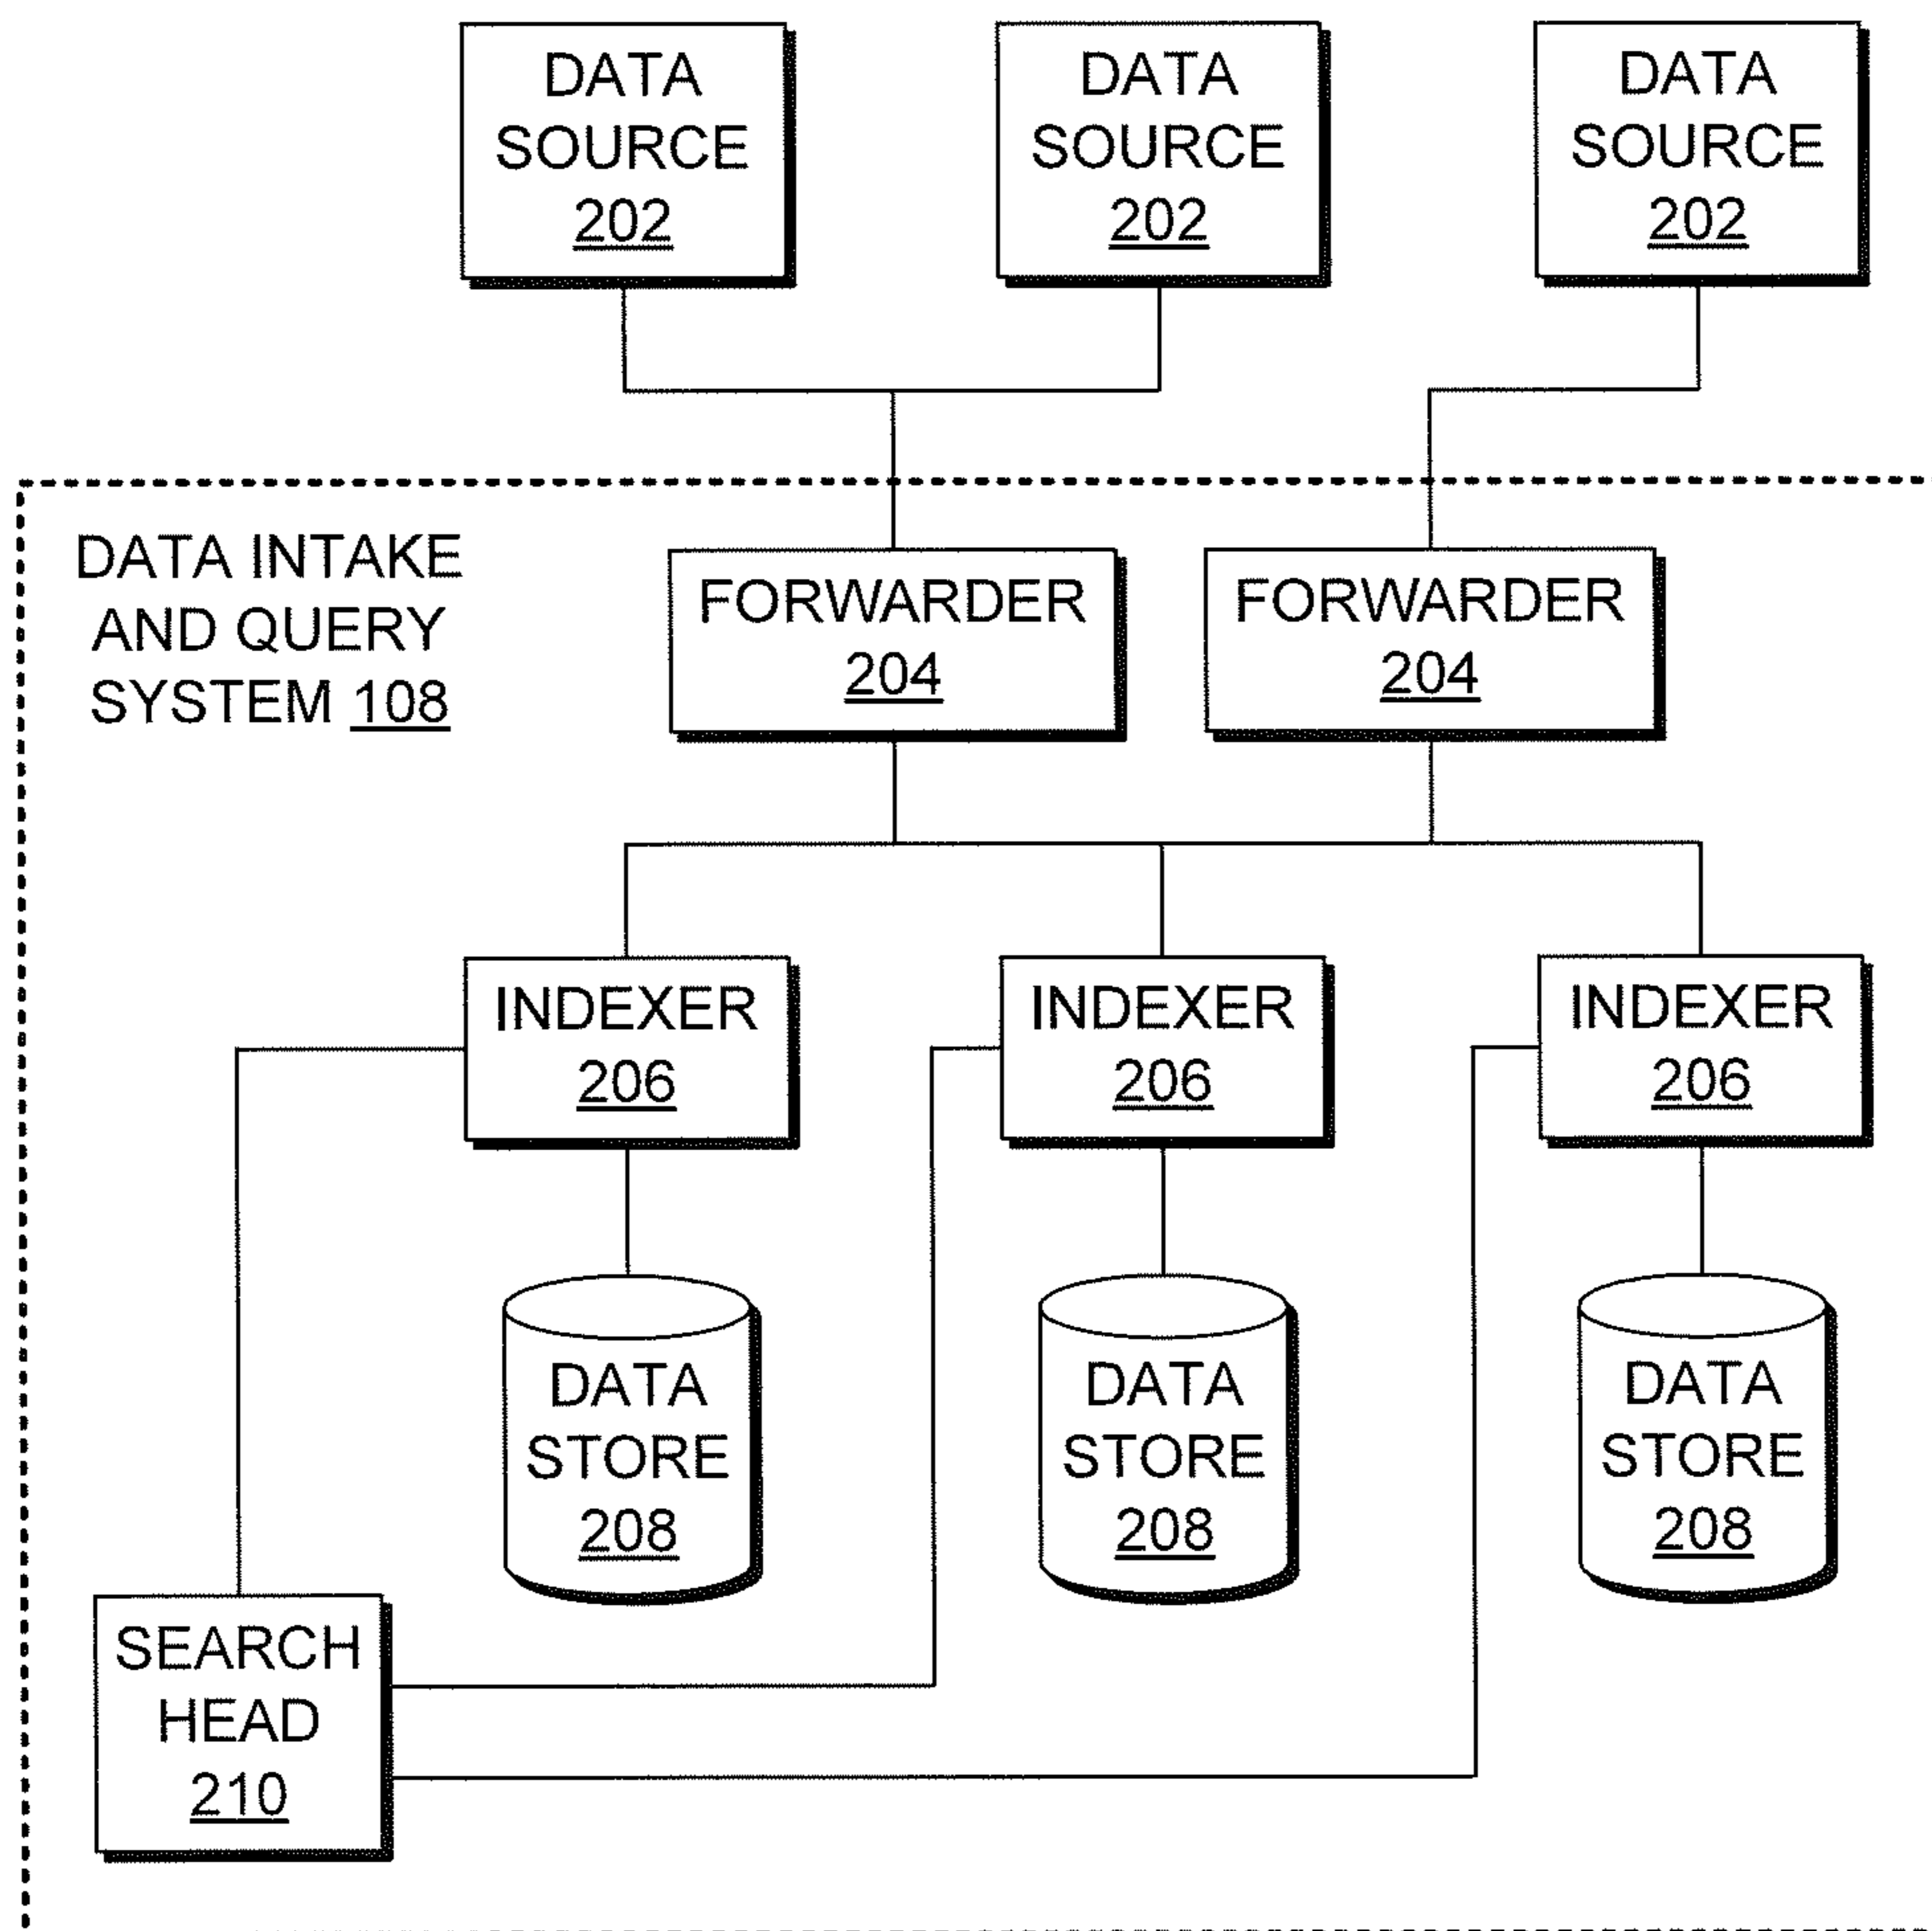 DATA
SOURCE
202
DATA
SOURCE
202
DATA
SOURCE
202
DATA INTAKE
AND QUERY
SYSTEM 108
FORWARDER
204
FORWARDER
204
INDEXER
206
INDEXER
206
INDEXER
206
DATA
STORE
208
DATA
STORE
208
DATA
STORE
208
SEARCH
HEAD
210